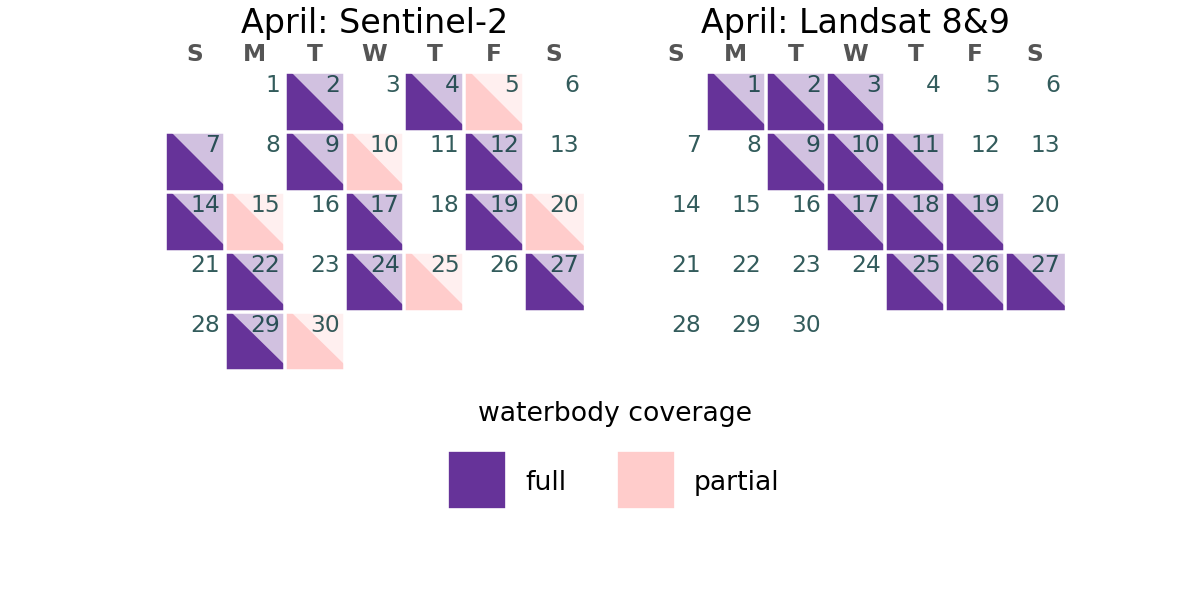 April: Sentinel-2
S M T W T F S
1 2 3 4 5 6
7 8 9 10 11 12 13
14 15 16 17 18 19 20
21 22 23 24 25 26 27
28 29 30
April: Landsat 8&9
S M T W T F S
1 2 3 4 5 6
7 8 9 10 11 12 13
14 15 16 17 18 19 20
21 22 23 24 25 26 27
28 29 30
waterbody coverage
full partial